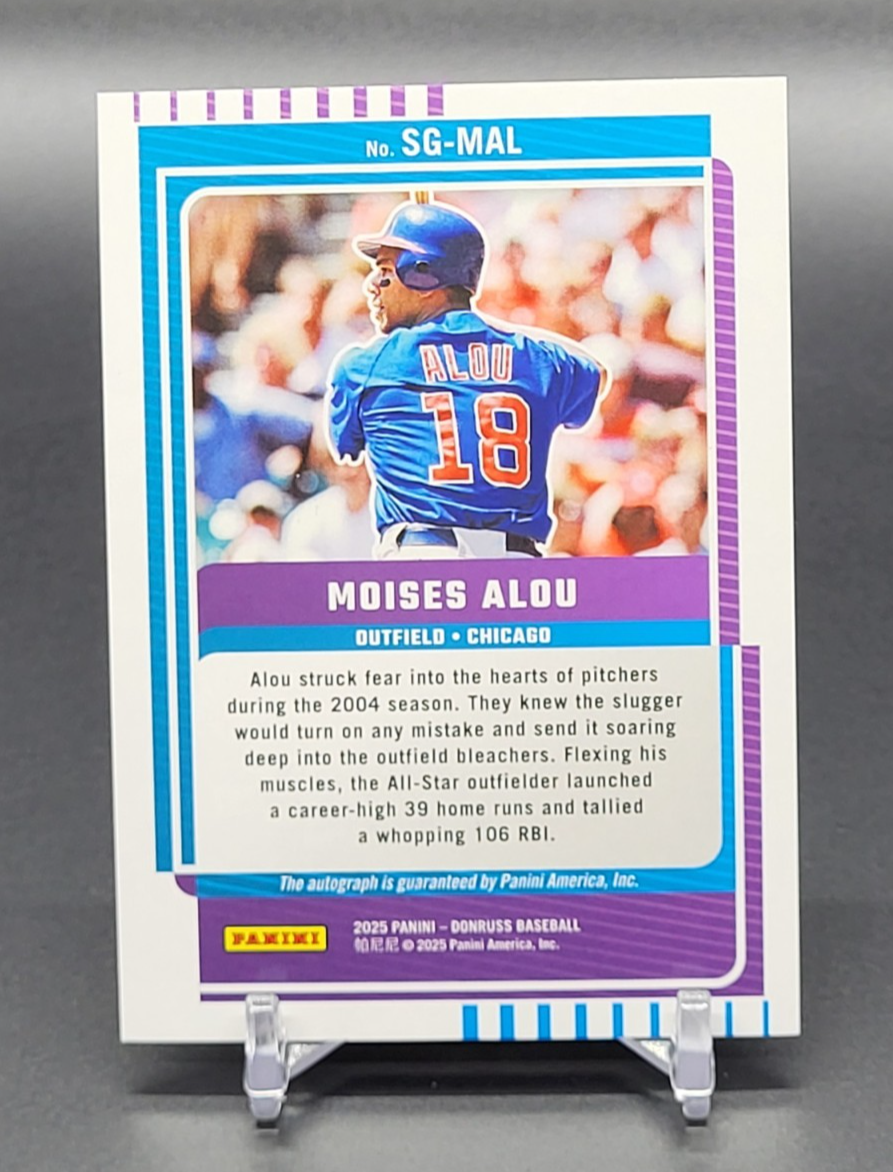 No. SG-MAL
ALOU
18
MOISES ALOU
OUTFIELD • CHICAGO
Alou struck fear into the hearts of pitchers
during the 2004 season. They knew the slugger
would turn on any mistake and send it soaring
deep into the outfield bleachers. Flexing his
muscles, the All-Star outfielder launched
a career-high 39 home runs and tallied
a whopping 106 RBI.
The autograph is guaranteed by Panini America, Inc.
PANINI
2025 PANINI – DONRUSS BASEBALL
帕尼尼 © 2025 Panini America, Inc.